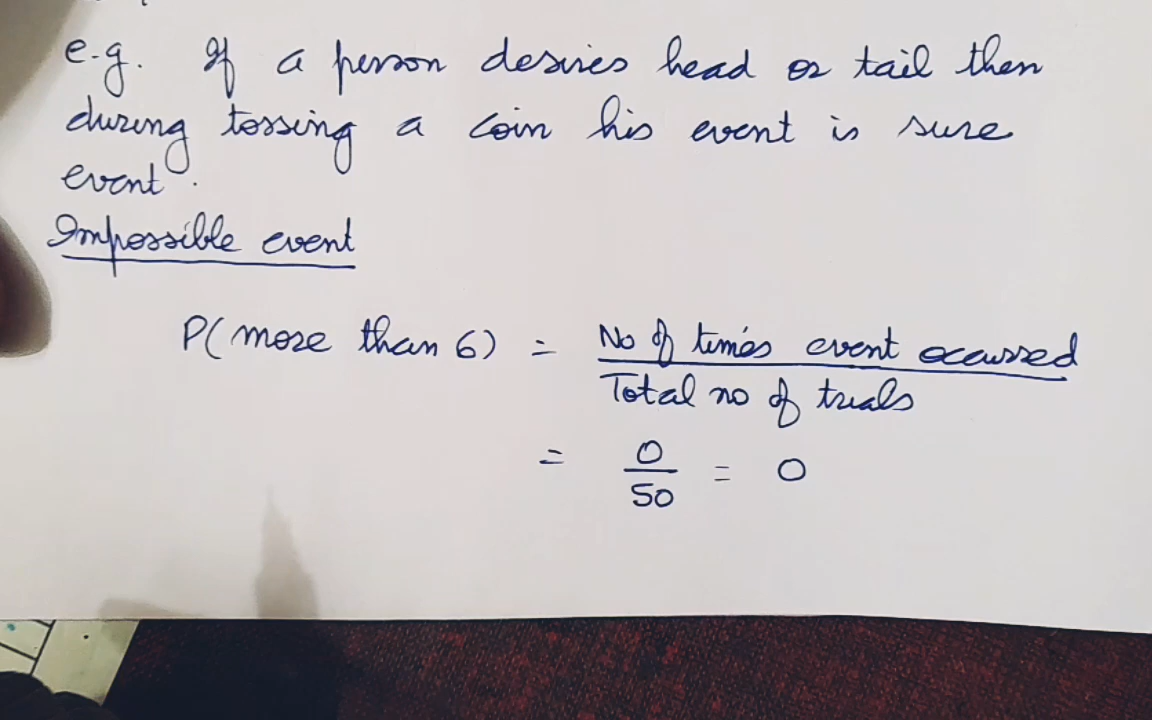 e.g. If a person desires head or tail then
during tossing a coin his event is sure
event.
Impossible event
P(more than 6) = No of times event ocurred
Total no of trials
= 0/50 = 0